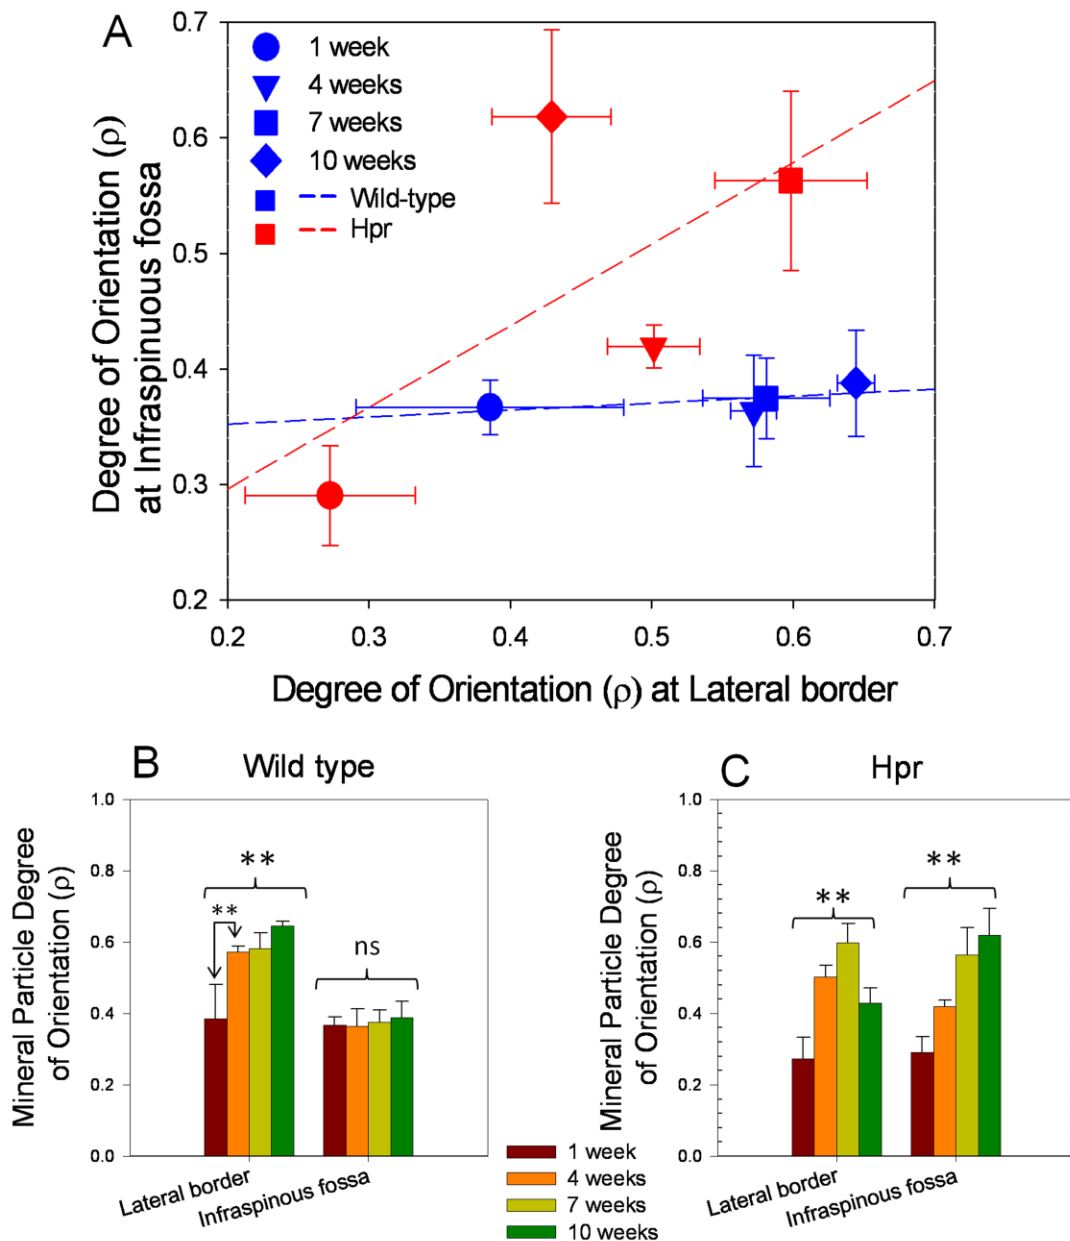 A
1 week
4 weeks
7 weeks
10 weeks
Wild-type
Hpr
Degree of Orientation (ρ)
at Infraspinuous fossa
0.7
0.6
0.5
0.4
0.3
0.2
0.2 0.3 0.4 0.5 0.6 0.7
Degree of Orientation (ρ) at Lateral border
B Wild type
Mineral Particle Degree
of Orientation (ρ)
1.0
0.8
0.6
0.4
0.2
0.0
**
**
ns
Lateral border
Infraspinous fossa
C Hpr
Mineral Particle Degree
of Orientation (ρ)
1.0
0.8
0.6
0.4
0.2
0.0
**
**
Lateral border
Infraspinous fossa
1 week
4 weeks
7 weeks
10 weeks